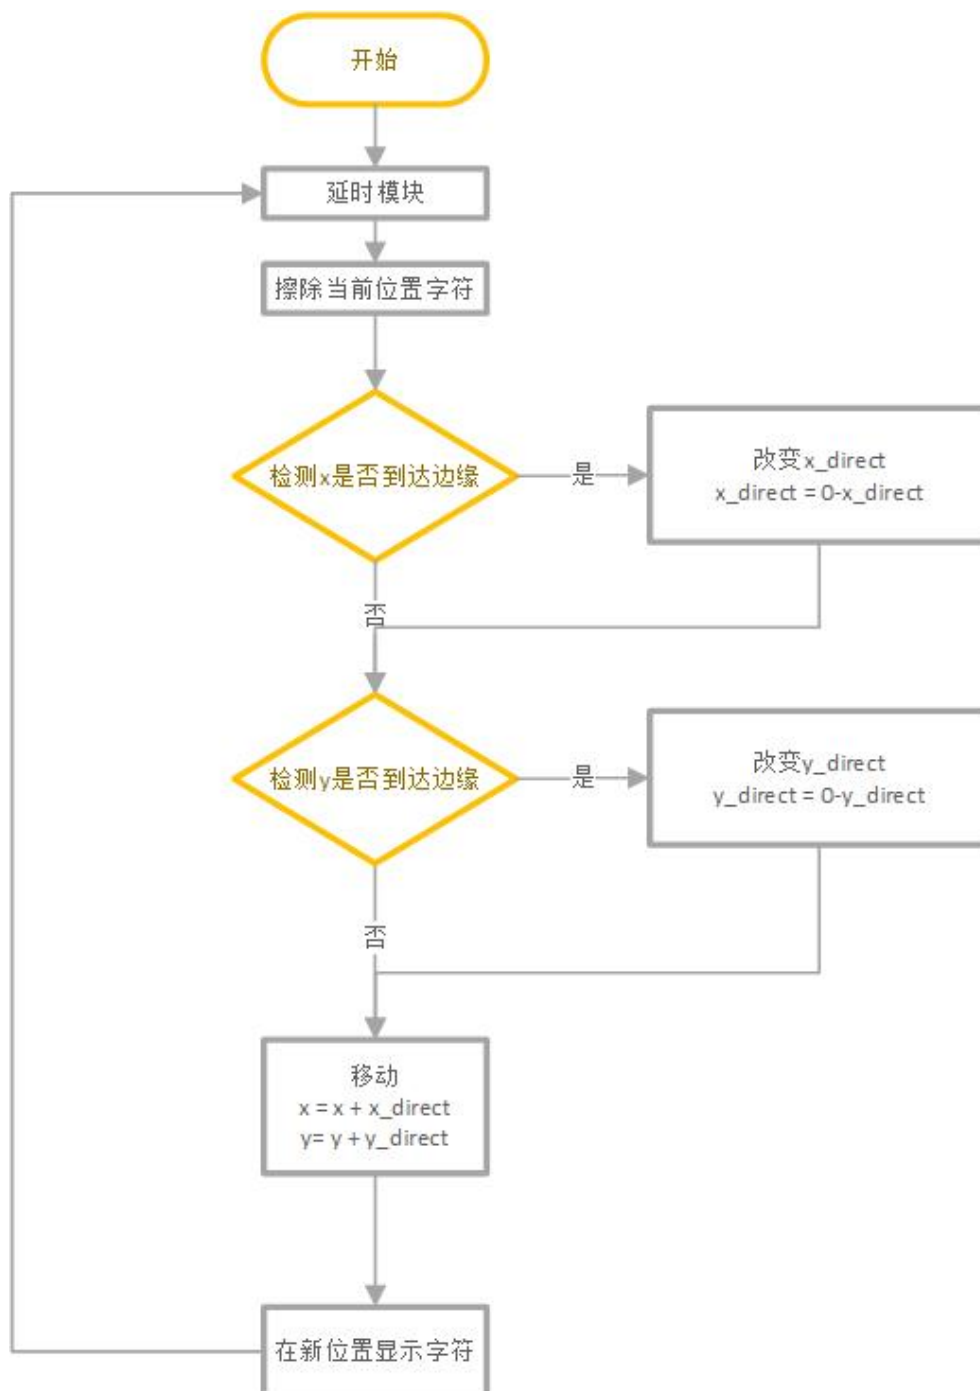 开始
延时模块
擦除当前位置字符
检测x是否到达边缘
是
改变x_direct
x_direct = 0-x_direct
否
检测y是否到达边缘
是
改变y_direct
y_direct = 0-y_direct
否
移动
x = x + x_direct
y= y + y_direct
在新位置显示字符